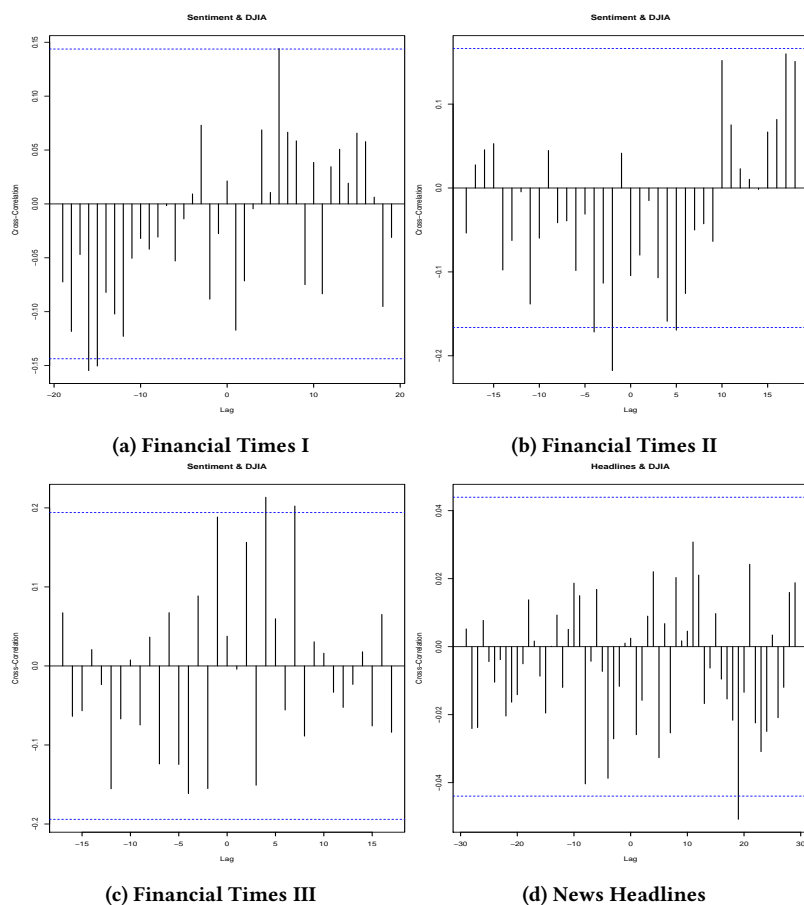 Sentiment & DJIA
0.15
0.10
0.05
0.00
−0.05
−0.10
−0.15
Cross−Correlation
−20
−10
0
10
20
Lag
(a) Financial Times I
Sentiment & DJIA
0.1
0.0
−0.1
−0.2
Cross−Correlation
−15
−10
−5
0
5
10
15
Lag
(b) Financial Times II
Sentiment & DJIA
0.2
0.1
0.0
−0.1
−0.2
Cross−Correlation
−15
−10
−5
0
5
10
15
Lag
(c) Financial Times III
Headlines & DJIA
0.04
0.02
0.00
−0.02
−0.04
Cross−Correlation
−30
−20
−10
0
10
20
30
Lag
(d) News Headlines